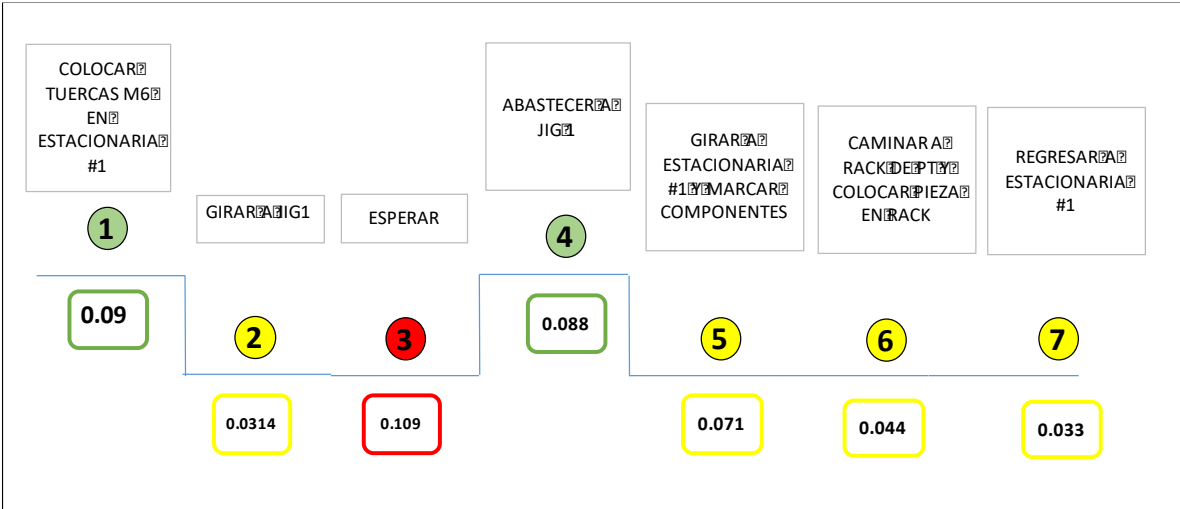 COLOCAR
TUERCAS M6
EN
ESTACIONARIA
#1
1
0.09
GIRAR A JIG1
2
0.0314
ESPERAR
3
0.109
ABASTECER A
JIG 1
4
0.088
GIRAR A
ESTACIONARIA
#1 Y MARCAR
COMPONENTES
5
0.071
CAMINAR A
RACK DE PT Y
COLOCAR PIEZA
EN RACK
6
0.044
REGRESAR A
ESTACIONARIA
#1
7
0.033